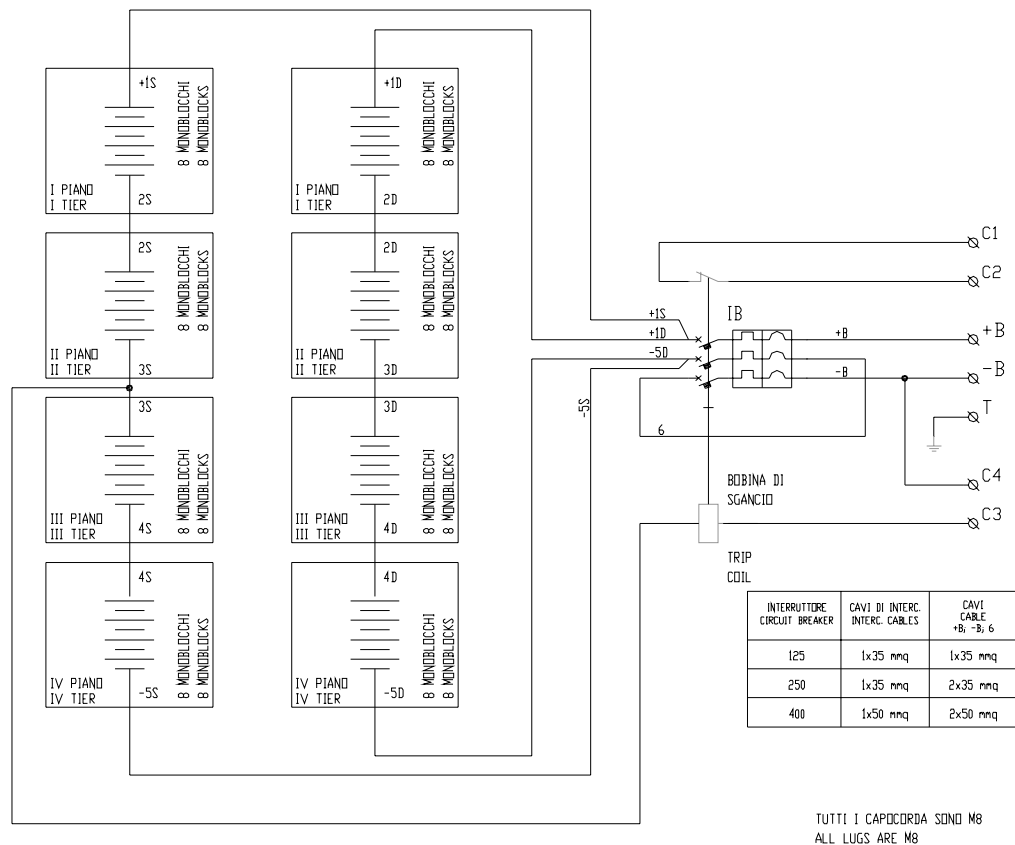 +1S
8 MONOBLOCCHI
8 MONOBLOCKS
I PIANO
I TIER
2S
+1D
8 MONOBLOCCHI
8 MONOBLOCKS
I PIANO
I TIER
2D
2S
8 MONOBLOCCHI
8 MONOBLOCKS
II PIANO
II TIER
3S
2D
8 MONOBLOCCHI
8 MONOBLOCKS
II PIANO
II TIER
3D
3S
8 MONOBLOCCHI
8 MONOBLOCKS
III PIANO
III TIER
4S
3D
8 MONOBLOCCHI
8 MONOBLOCKS
III PIANO
III TIER
4D
4S
8 MONOBLOCCHI
8 MONOBLOCKS
IV PIANO
IV TIER
-5S
4D
8 MONOBLOCCHI
8 MONOBLOCKS
IV PIANO
IV TIER
-5D
C1
C2
+1S
IB
+1D
+B
+B
-5D
-B
-B
-5S
6
T
C4
BOBINA DI
SGANCIO
C3
TRIP
COIL
INTERRUTTORE
CIRCUIT BREAKER
CAVI DI INTERC.
INTERC. CABLES
CAVI
CABLE
+B; -B; 6
125 1x35 mmq 1x35 mmq
250 1x35 mmq 2x35 mmq
400 1x50 mmq 2x50 mmq
TUTTI I CAPOCORDA SONO M8
ALL LUGS ARE M8